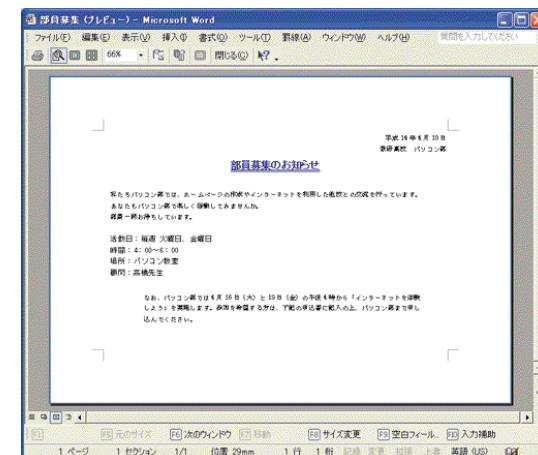 部員募集 (プレビュー) - Microsoft Word
ファイル(F) 編集(E) 表示(V) 挿入(I) 書式(O) ツール(T) 罫線(A) ウィンドウ(W) ヘルプ(H) 質問を入力してください
66% 閉じる(C)
平成 16 年 4 月 10 日
高校 パソコン部
部員募集のお知らせ
私たちパソコン部では、ホームページの作成やインターネットを利用した他校との交流を行っています。
あなたもパソコン部で楽しく活動してみませんか。
部員一同お待ちしています。
活動日:毎週 火曜日、金曜日
時間:4:00~6:00
場所:パソコン教室
顧問:高橋先生
なお、パソコン部では4月 16 日(火)と 19 日(金)の午後4時から「インターネットを体験
しよう」を実施します。参加を希望する方は、下記の申込書に記入の上、パソコン部まで申し
込んでください。
F1 F5 元のサイズ F6 次のウィンドウ F7 移動 F8 サイズ変更 F9 空白フィール... F10 入力補助
1 ページ 1 セクション 1/1 位置 29mm 1 行 1 桁 記録 変更 拡張 上書 英語 (US)